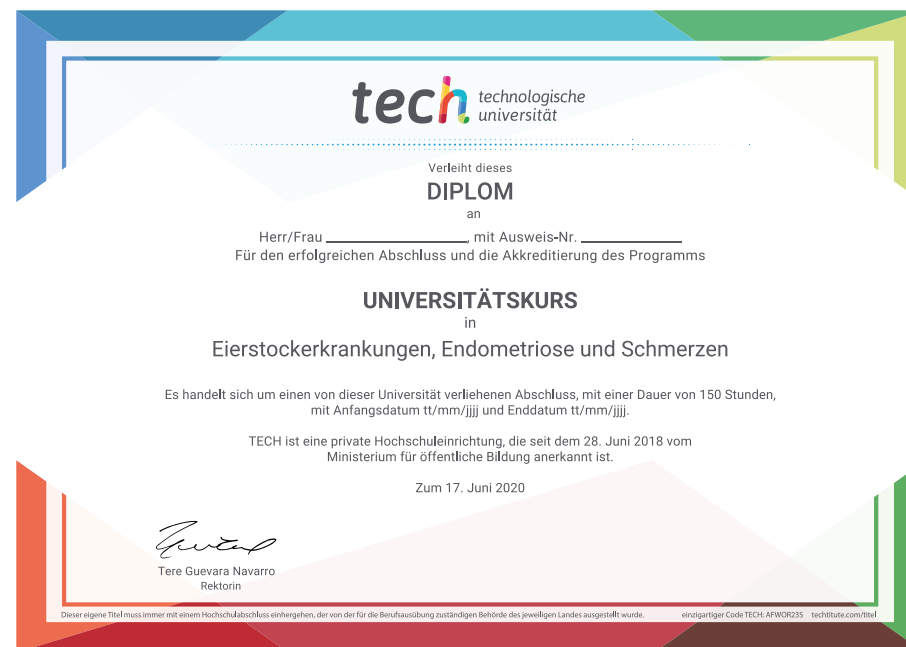 tech technologische
universität
Verleiht dieses
DIPLOM
an
Herr/Frau ____________________, mit Ausweis-Nr. _______________
Für den erfolgreichen Abschluss und die Akkreditierung des Programms
UNIVERSITÄTSKURS
in
Eierstockerkrankungen, Endometriose und Schmerzen
Es handelt sich um einen von dieser Universität verliehenen Abschluss, mit einer Dauer von 150 Stunden,
mit Anfangsdatum tt/mm/jjjj und Enddatum tt/mm/jjjj.
TECH ist eine private Hochschuleinrichtung, die seit dem 28. Juni 2018 vom
Ministerium für öffentliche Bildung anerkannt ist.
Zum 17. Juni 2020
Tere Guevara Navarro
Rektorin
Dieser eigene Titel muss immer mit einem Hochschulabschluss einhergehen, der von der für die Berufsausübung zuständigen Behörde des jeweiligen Landes ausgestellt wurde. einzigartiger Code TECH: AFWOR23S techtitute.com/titel